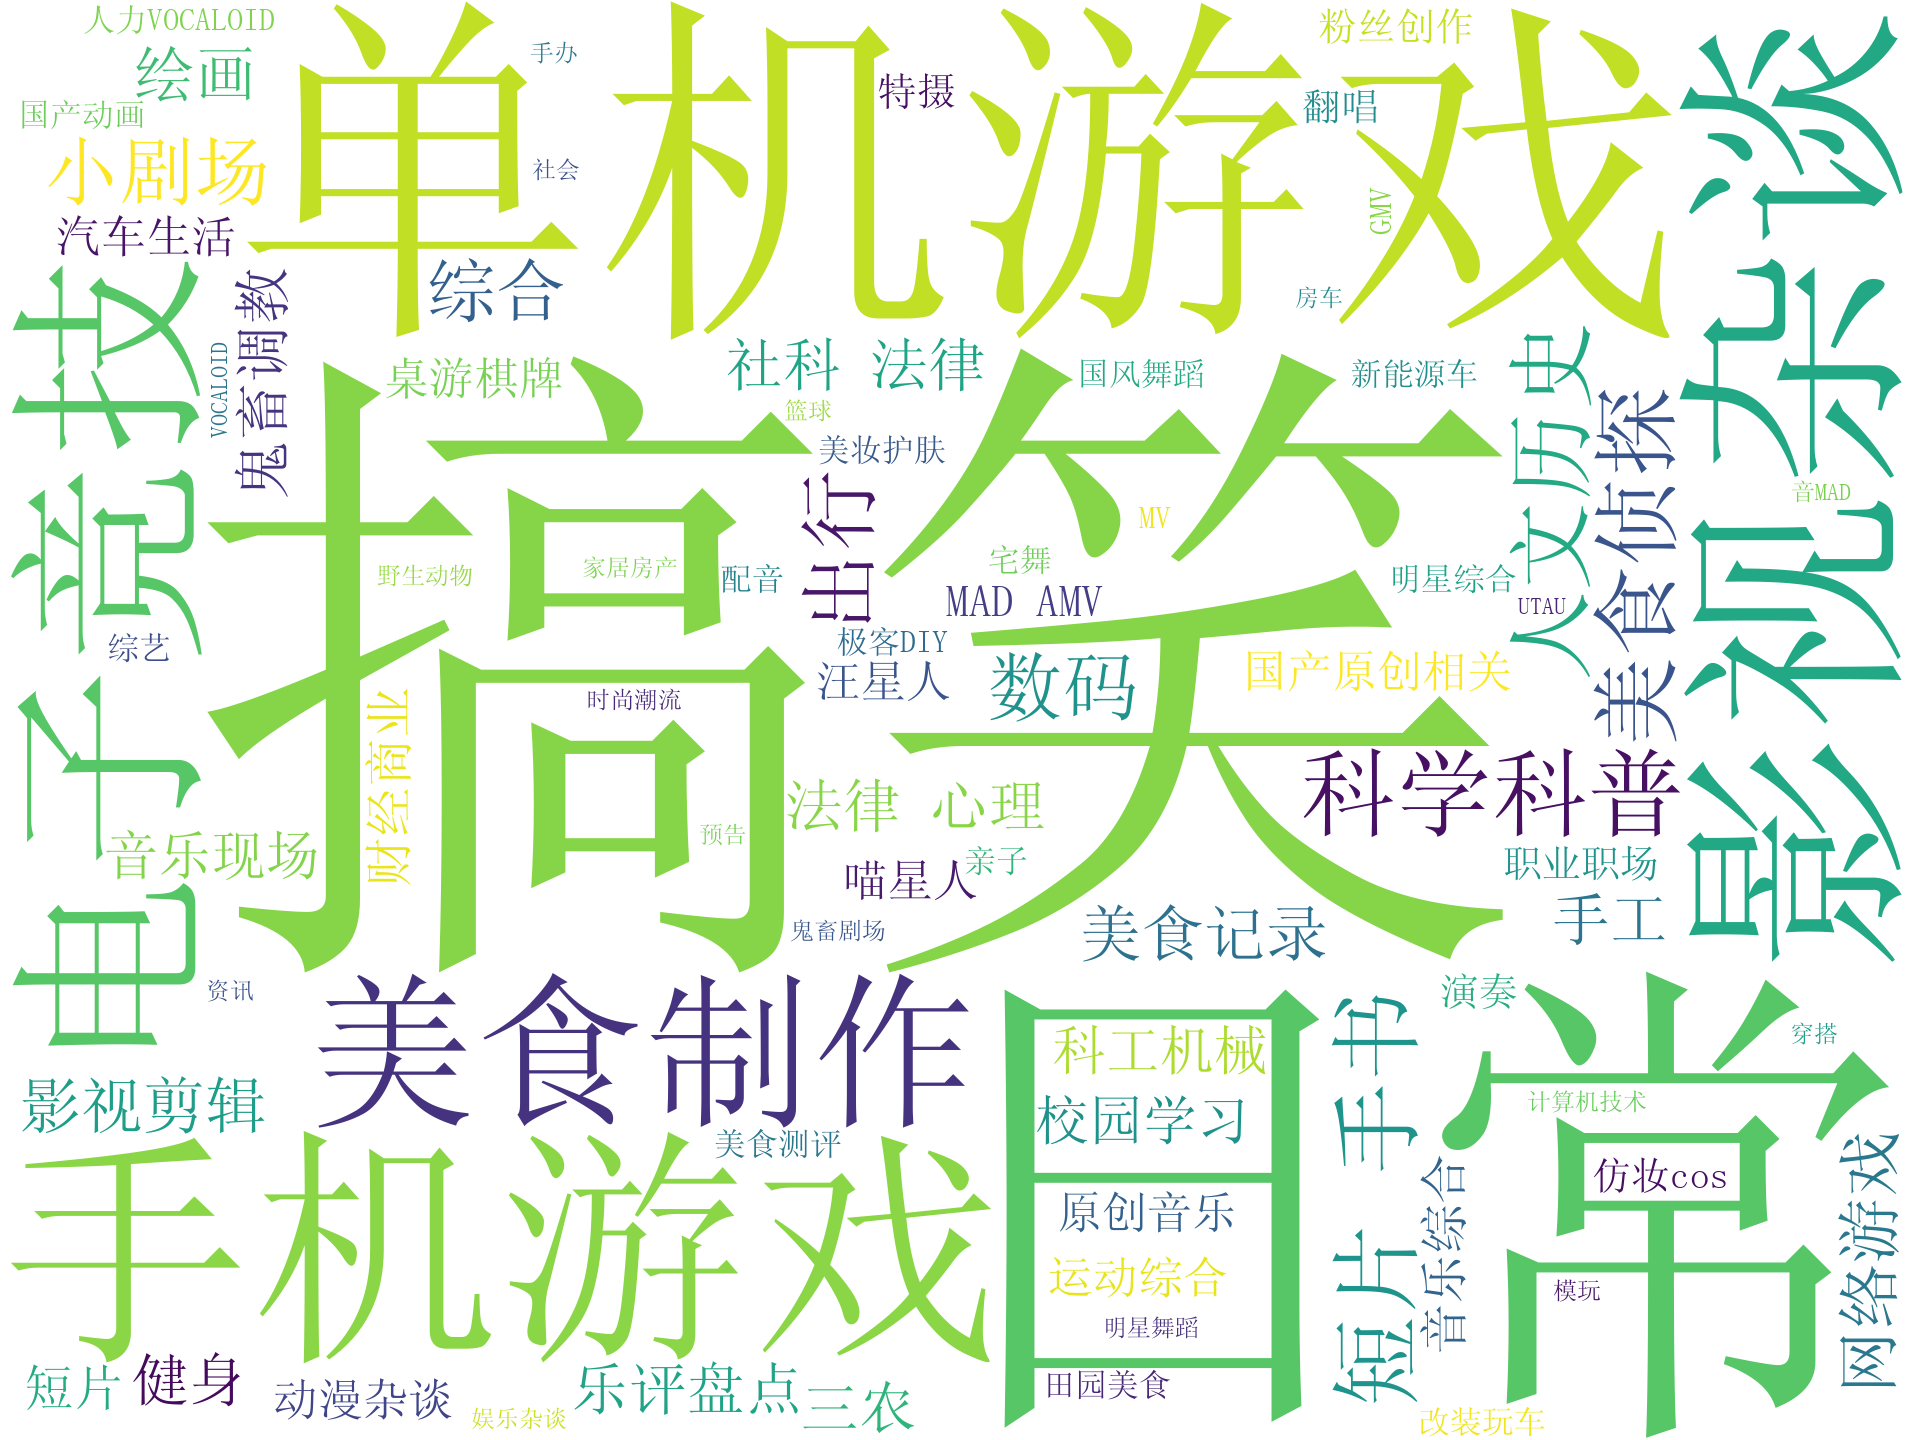 人力VOCALOID
绘画
国产动画
小剧场
汽车生活
单机游戏
手办
社会
特摄
粉丝创作
翻唱
GMV
影视杂谈
综合
房车
电子竞技
VOCALOID
鬼畜调教
桌游棋牌
社科 法律
国风舞蹈
新能源车
人文历史
美食侦探
篮球
美妆护肤
音MAD
搞笑
出行
MV
宅舞
野生动物
家居房产
配音
明星综合
MAD AMV
UTAU
综艺
极客DIY
汪星人
数码
国产原创相关
时尚潮流
财经商业
科学科普
法律 心理
预告
音乐现场
喵星人
亲子
职业职场
手工
鬼畜剧场
美食记录
资讯
美食制作
日常
演奏
穿搭
科工机械
短片 手书
计算机技术
影视剪辑
校园学习
美食测评
手机游戏
仿妆cos
音乐综合
网络游戏
原创音乐
运动综合
模玩
明星舞蹈
短片
健身
动漫杂谈
乐评盘点
三农
田园美食
娱乐杂谈
改装玩车